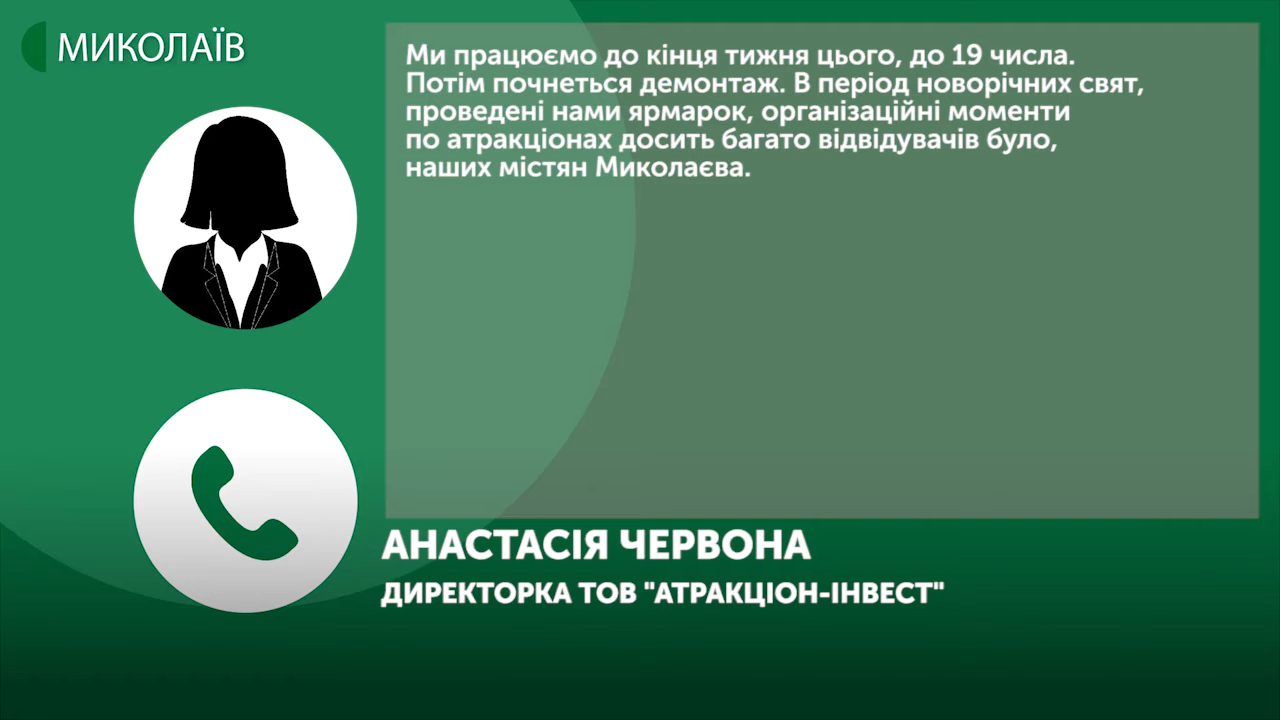 МИКОЛАЇВ
Ми працюємо до кінця тижня цього, до 19 числа.
Потім почнеться демонтаж. В період новорічних свят,
проведені нами ярмарок, організаційні моменти
по атракціонах досить багато відвідувачів було,
наших містян Миколаєва.
АНАСТАСІЯ ЧЕРВОНА
ДИРЕКТОРКА ТОВ "АТРАКЦІОН-ІНВЕСТ"